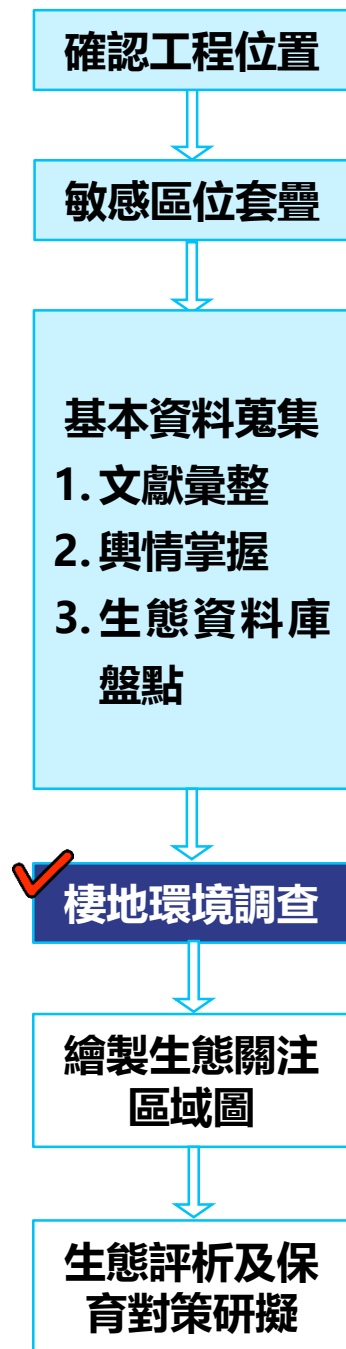 確認工程位置
敏感區位套疊
基本資料蒐集
1. 文獻彙整
2. 輿情掌握
3. 生態資料庫
盤點
棲地環境調查
繪製生態關注
區域圖
生態評析及保
育對策研擬